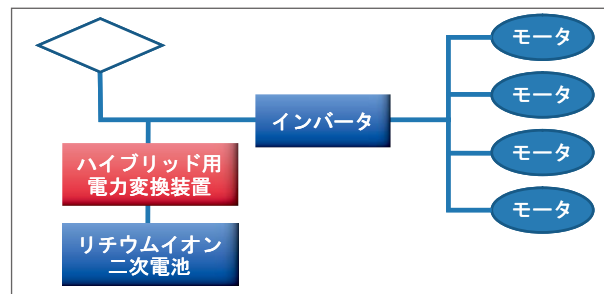 モータ
モータ
インバータ
モータ
ハイブリッド用
電力変換装置
モータ
リチウムイオン
二次電池